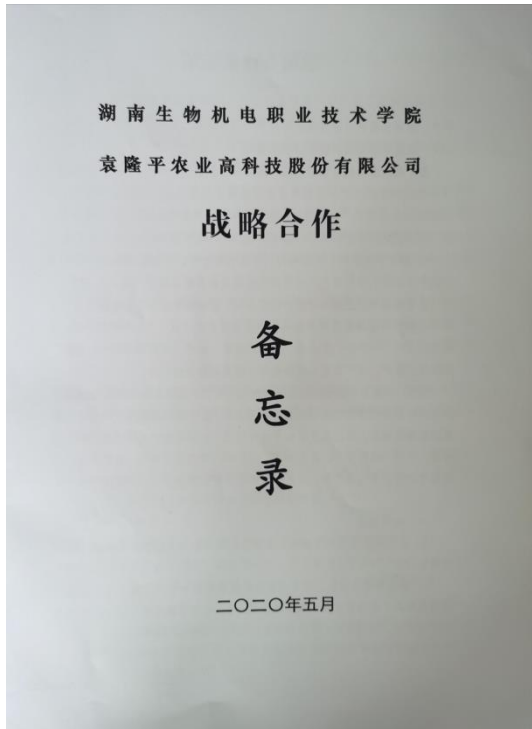 湖南生物机电职业技术学院
袁隆平农业高科技股份有限公司
战略合作
备
忘
录
二〇二〇年五月